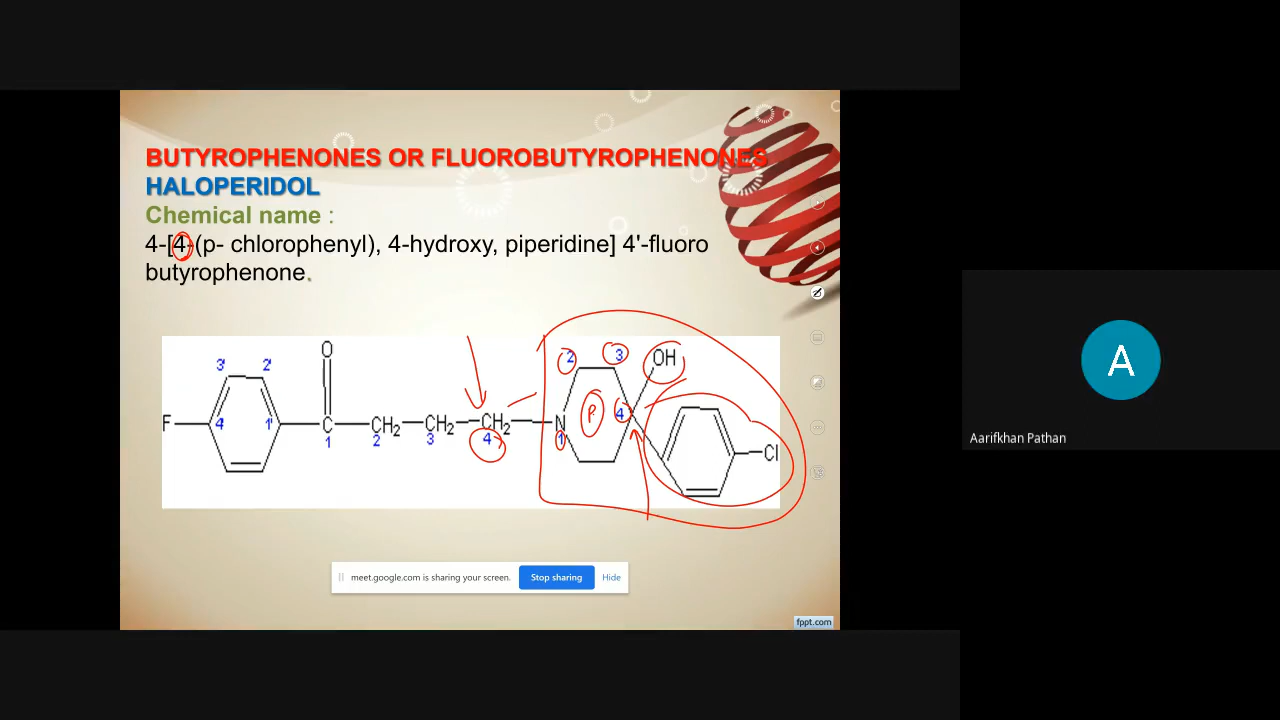 BUTYROPHENONES OR FLUOROBUTYROPHENONES
HALOPERIDOL
Chemical name :
4-[4-(p- chlorophenyl), 4-hydroxy, piperidine] 4'-fluoro
butyrophenone.
O
3' 2'
2 3 OH
F 4' 1' C CH₂ CH₂ CH₂ N P 4 Cl
1 2 3 4 1
meet.google.com is sharing your screen. Stop sharing Hide
fppt.com
A
Aarifkhan Pathan